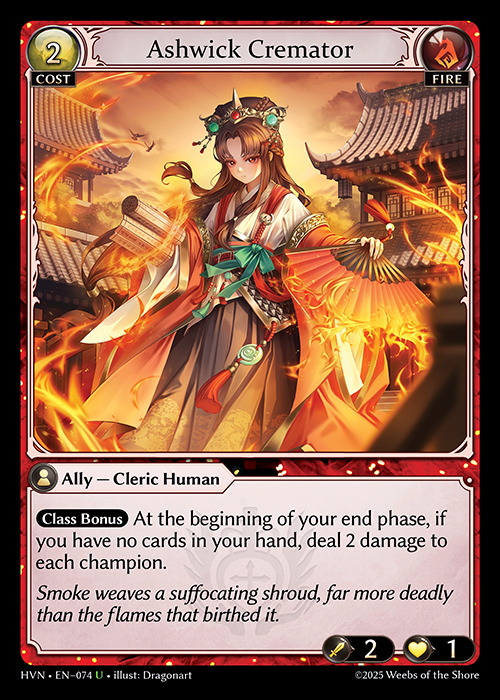 2
COST
Ashwick Cremator
FIRE
Ally — Cleric Human
Class Bonus At the beginning of your end phase, if
you have no cards in your hand, deal 2 damage to
each champion.
Smoke weaves a suffocating shroud, far more deadly
than the flames that birthed it.
2
1
HVN • EN–074 U • illust: Dragonart
©2025 Weebs of the Shore